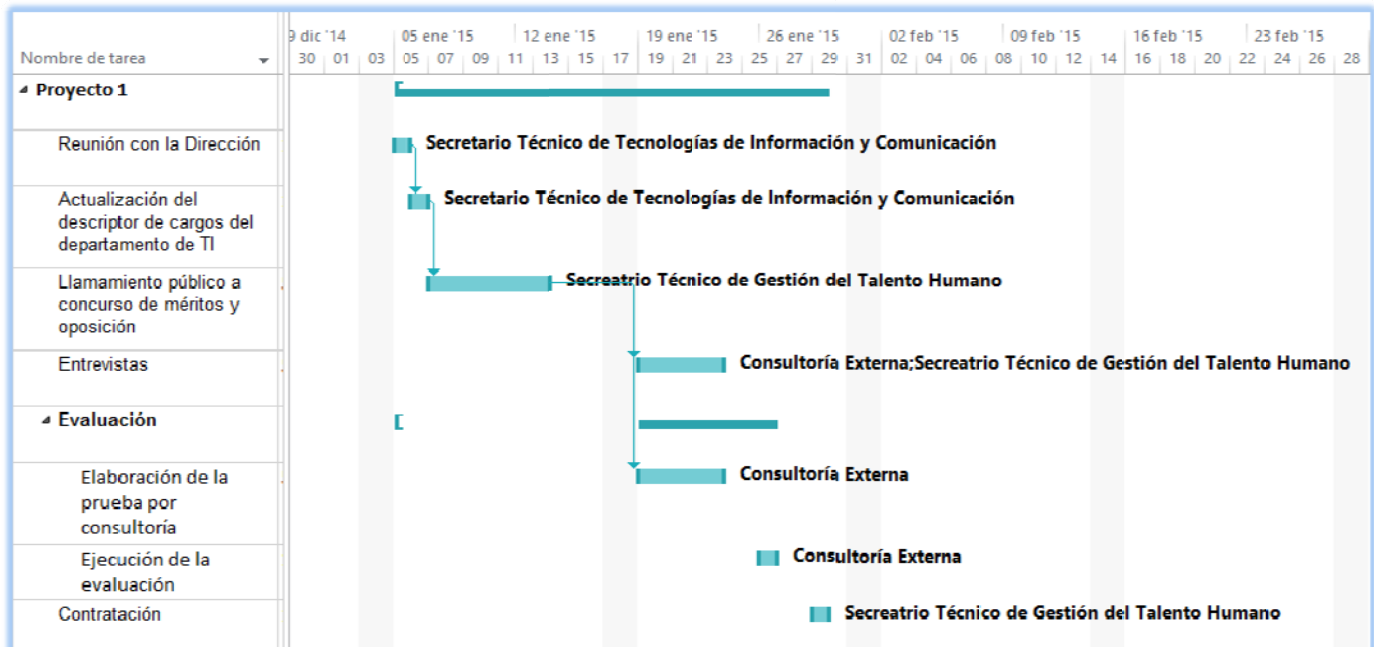 9 dic '14 05 ene '15 12 ene '15 19 ene '15 26 ene '15 02 feb '15 09 feb '15 16 feb '15 23 feb '15
Nombre de tarea 30 01 03 05 07 09 11 13 15 17 19 21 23 25 27 29 31 02 04 06 08 10 12 14 16 18 20 22 24 26 28
Proyecto 1
Reunión con la Dirección Secretario Técnico de Tecnologías de Información y Comunicación
Actualización del
descriptor de cargos del
departamento de TI
Secretario Técnico de Tecnologías de Información y Comunicación
Llamamiento público a
concurso de méritos y
oposición
Secreatrio Técnico de Gestión del Talento Humano
Entrevistas Consultoría Externa;Secreatrio Técnico de Gestión del Talento Humano
Evaluación
Elaboración de la
prueba por
consultoría
Consultoría Externa
Ejecución de la
evaluación
Consultoría Externa
Contratación Secreatrio Técnico de Gestión del Talento Humano